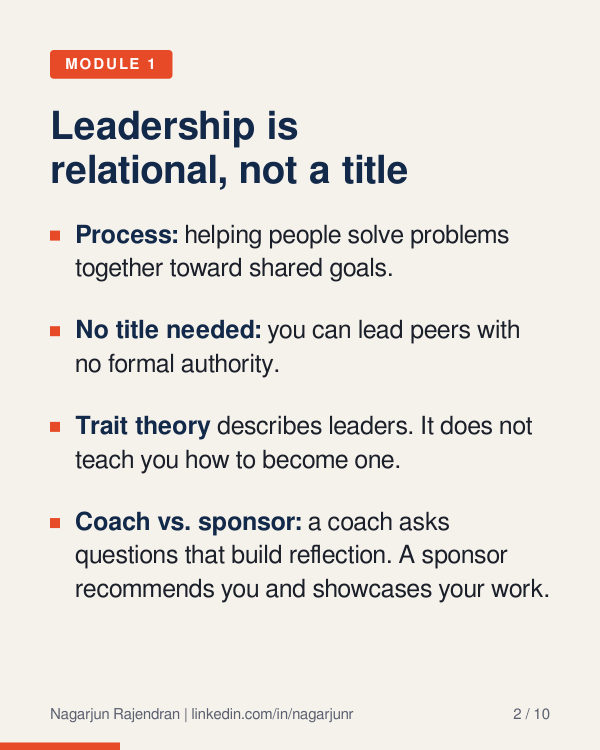 MODULE 1
Leadership is
relational, not a title
Process: helping people solve problems
together toward shared goals.
No title needed: you can lead peers with
no formal authority.
Trait theory describes leaders. It does not
teach you how to become one.
Coach vs. sponsor: a coach asks
questions that build reflection. A sponsor
recommends you and showcases your work.
Nagarjun Rajendran | linkedin.com/in/nagarjunr
2 / 10